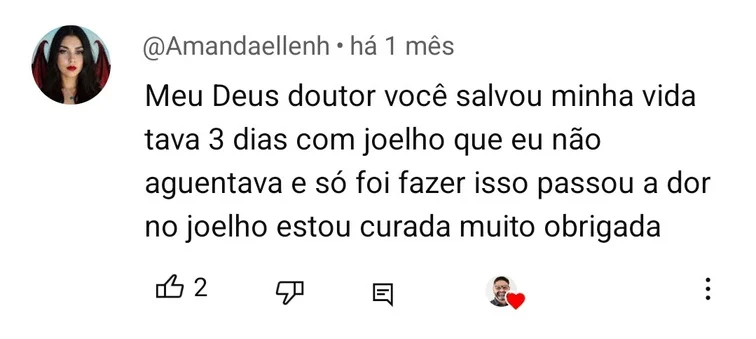 @Amandaellenh • há 1 mês
Meu Deus doutor você salvou minha vida
tava 3 dias com joelho que eu não
aguentava e só foi fazer isso passou a dor
no joelho estou curada muito obrigada
2